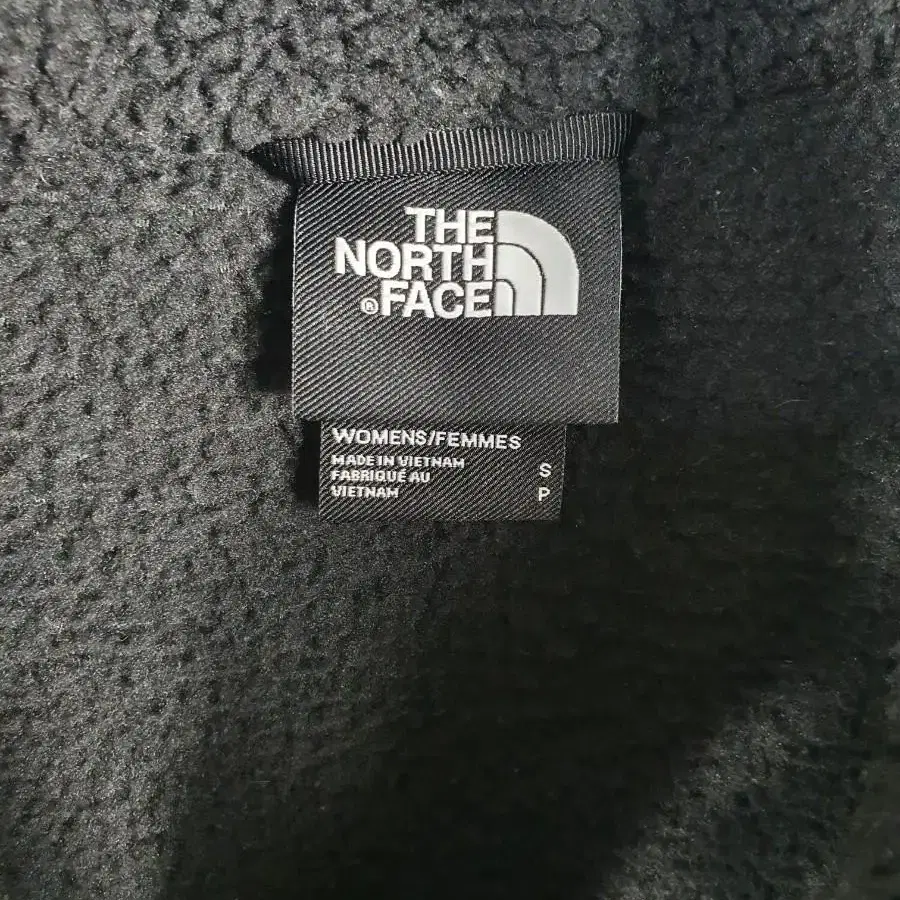 THE
NORTH
® FACE
WOMENS/FEMMES
MADE IN VIETNAM
FABRIQUÉ AU
VIETNAM
S
P